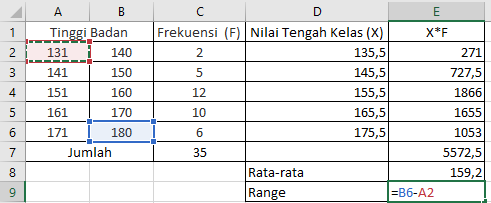 A B C D E
1 Tinggi Badan Frekuensi (F) Nilai Tengah Kelas (X) X*F
2 131 140 2 135,5 271
3 141 150 5 145,5 727,5
4 151 160 12 155,5 1866
5 161 170 10 165,5 1655
6 171 180 6 175,5 1053
7 Jumlah 35 5572,5
8 Rata-rata 159,2
9 Range =B6-A2